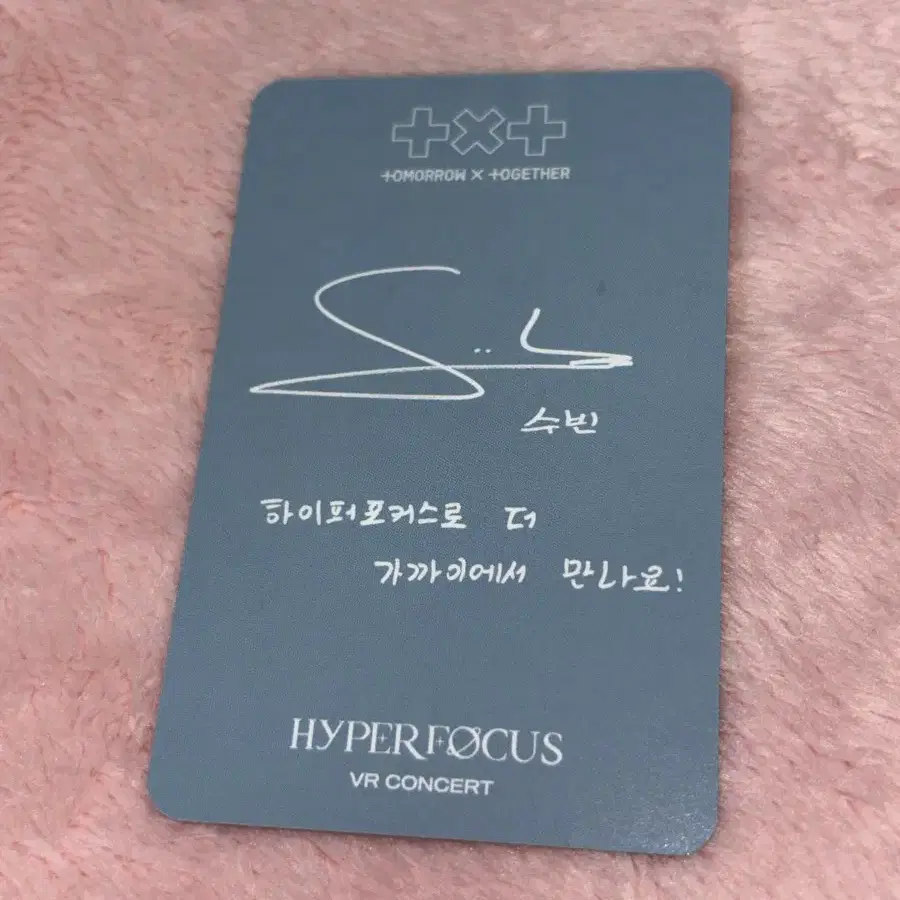 TOMORROW X TOGETHER
수빈
하이퍼포커스로 더
가까이에서 만나요!
HYPERFOCUS
VR CONCERT